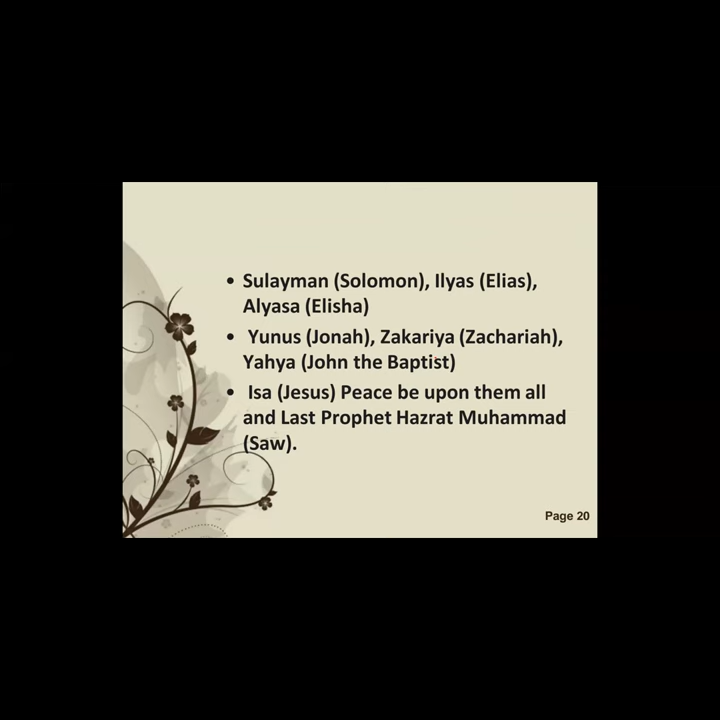 • Sulayman (Solomon), Ilyas (Elias),
Alyasa (Elisha)
• Yunus (Jonah), Zakariya (Zachariah),
Yahya (John the Baptist)
• Isa (Jesus) Peace be upon them all
and Last Prophet Hazrat Muhammad
(Saw).
Page 20